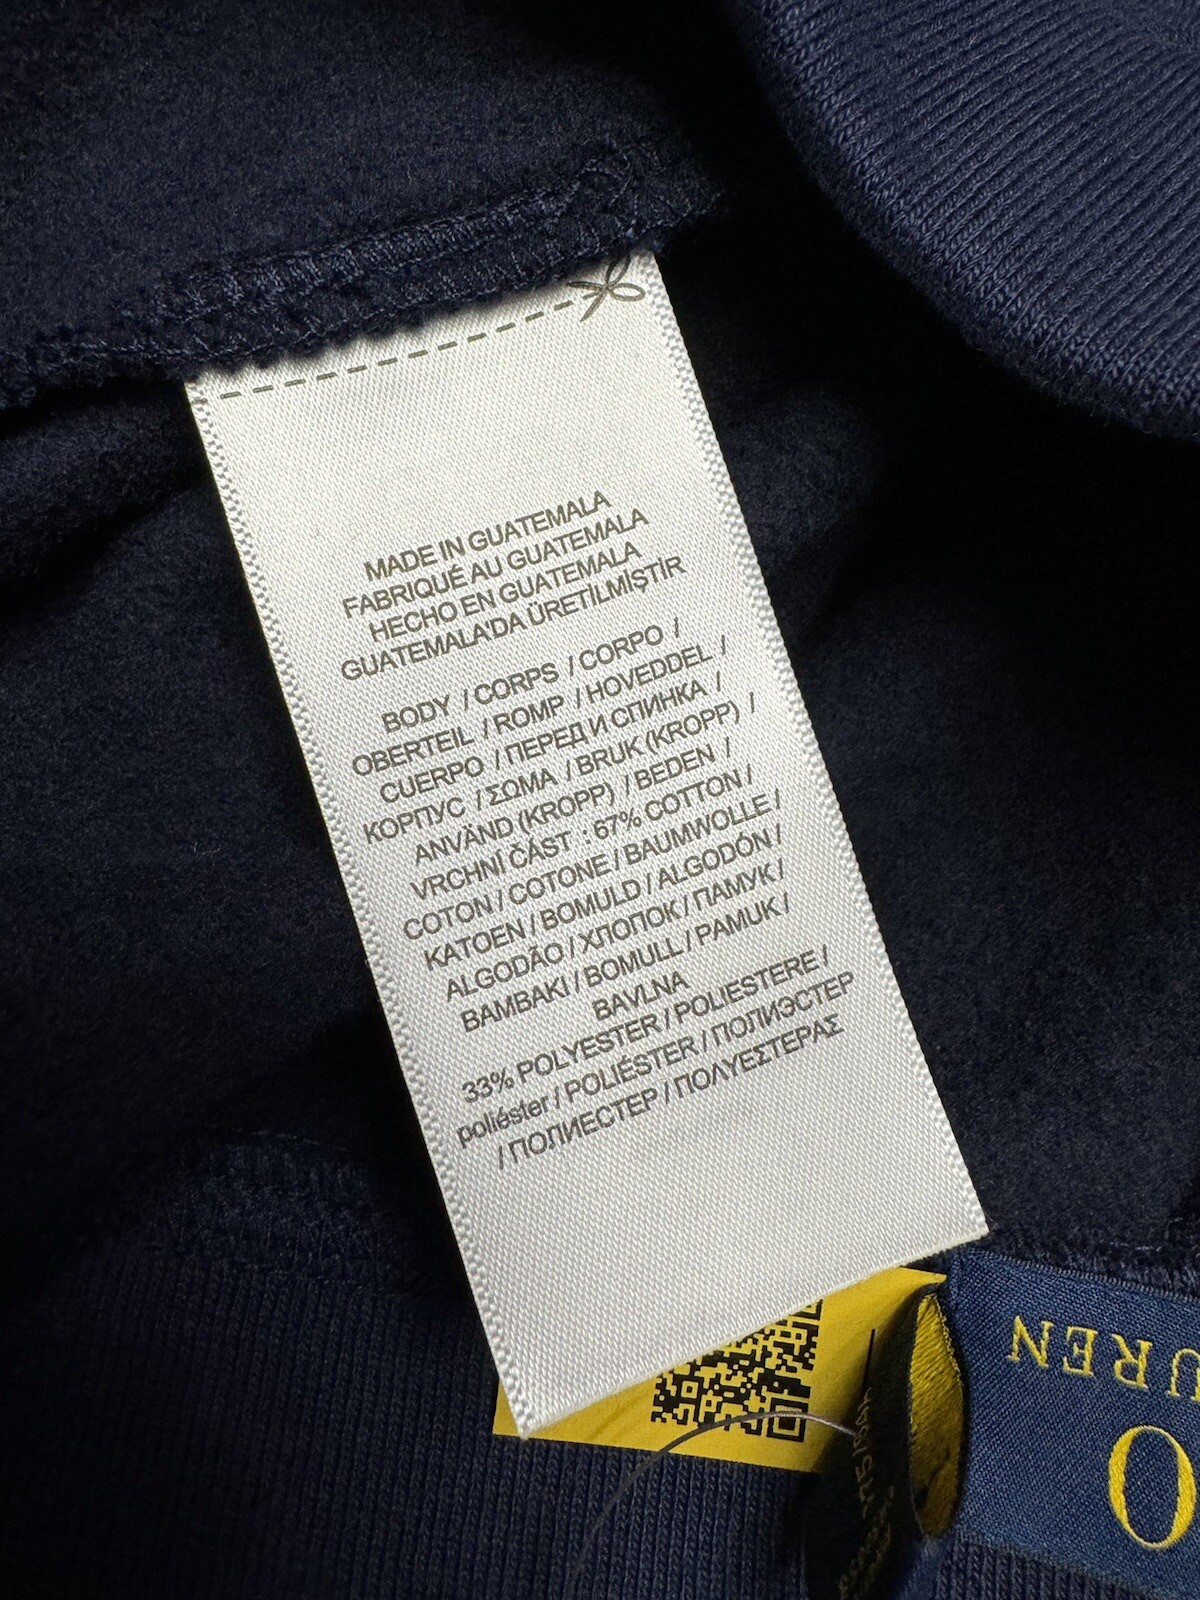 MADE IN GUATEMALA
FABRIQUÉ AU GUATEMALA
HECHO EN GUATEMALA
GUATEMALA'DA ÜRETİLMİŞTİR
BODY / CORPS / CORPO /
OBERTEIL / ROMP / HOVEDDEL /
CUERPO / ПЕРЕД И СПИНКА /
КОРПУС / ΣΩΜΑ / BRUK (KROPP) /
ANVÄND (KROPP) / BEDEN /
VRCHNÍ ČÁST : 67% COTTON /
COTON / COTONE / BAUMWOLLE /
KATOEN / BOMULD / ALGODÓN /
ALGODÃO / ХЛОПОК / ПАМУК /
ΒΑΜΒΑΚΙ / BOMULL / PAMUK /
BAVLNA
33% POLYESTER / POLIESTERE /
poliéster / POLIÉSTER / ПОЛИЭСТЕР
/ ПОЛИЕСТЕР / ΠΟΛΥΕΣΤΕΡΑΣ
UREN
O